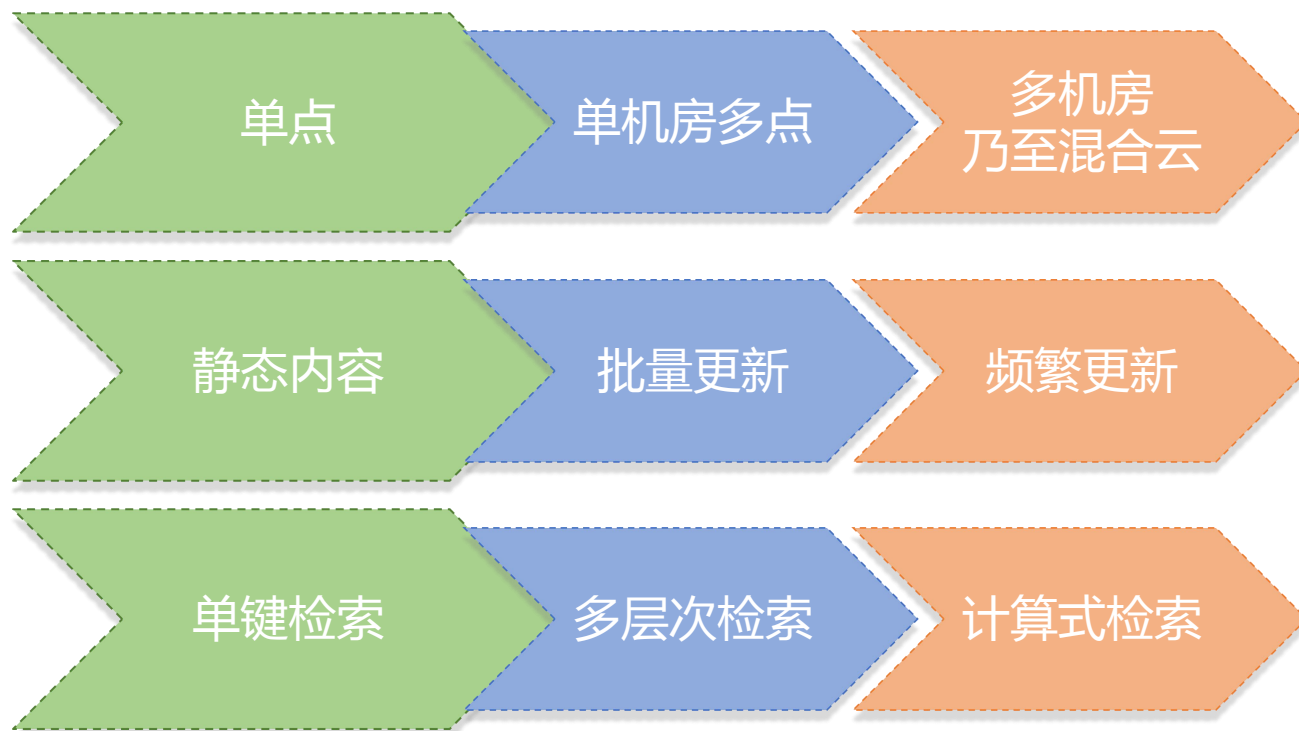 单点
单机房多点
多机房
乃至混合云
静态内容
批量更新
频繁更新
单键检索
多层次检索
计算式检索